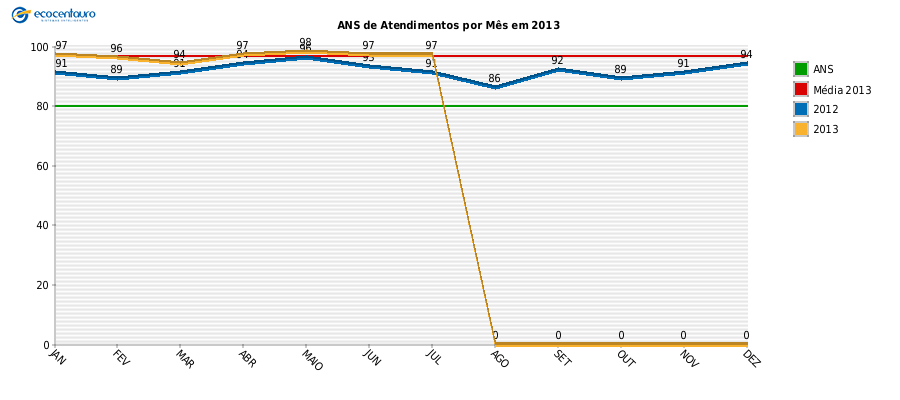 ecocentauro
ANS de Atendimentos por Mês em 2013
100
80
60
40
20
0
97 96 94 97 98 97 97
91 89 91 94 96 93 91 86 92 89 91 94
0 0 0 0 0
JAN FEV MAR ABR MAIO JUN JUL AGO SET OUT NOV DEZ
ANS
Média 2013
2012
2013